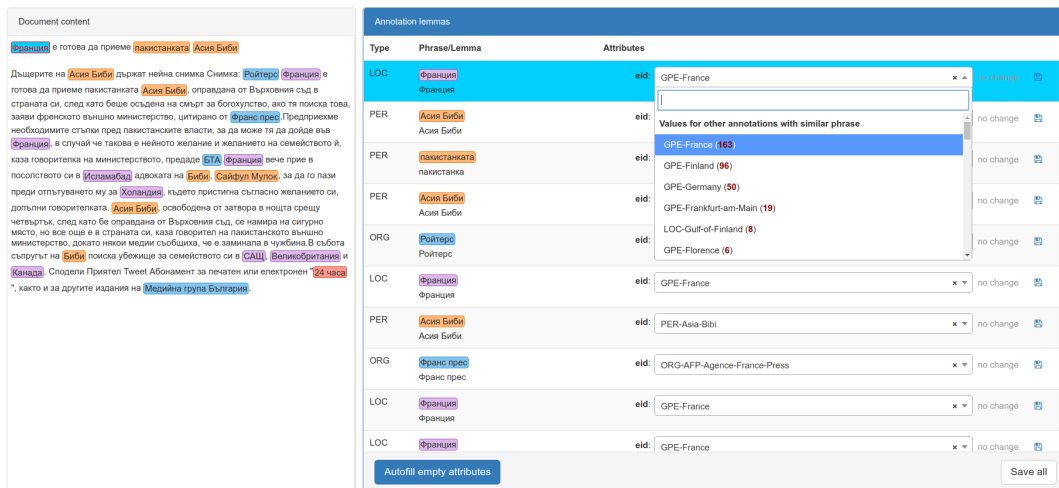 Document content
Франция е готова да приеме пакистанката Асия Биби
Дъщерите на Асия Биби държат нейна снимка Снимка: Ройтерс Франция е
готова да приеме пакистанката Асия Биби, оправдана от Върховния съд в
страната си, след като беше осъдена на смърт за богохулство, ако тя поиска това,
заяви френското външно министерство, цитирано от Франс прес.Предприехме
необходимите стъпки пред пакистанските власти, за да може тя да дойде във
Франция, в случай че такова е нейното желание и желанието на семейството й,
каза говорителка на министерството, предаде БТА.Франция вече прие в
посолството си в Исламабад адвоката на Биби, Сайфул Мулок, за да го пази
преди отпътуването му за Холандия, където пристигна съгласно желанието си,
допълни говорителката. Асия Биби, освободена от затвора в нощта срещу
четвъртък, след като бе оправдана от Върховния съд, се намира на сигурно
място, но все още е в страната си, каза говорител на пакистанското външно
министерство, докато някои медии съобщиха, че е заминала в чужбина.В събота
съпругът на Биби поиска убежище за семейството си в САЩ, Великобритания и
Канада. Сподели Приятел Tweet Абонамент за печатен или електронен "24 часа
", както и за другите издания на Медийна група България.
Annotation lemmas
Type Phrase/Lemma Attributes
LOC Франция eid: GPE-France × no change
Франция
PER Асия Биби eid: no change
Асия Биби
Values for other annotations with similar phrase
GPE-France (163)
GPE-Finland (96)
GPE-Germany (50)
GPE-Frankfurt-am-Main (19)
LOC-Gulf-of-Finland (8)
GPE-Florence (6)
PER пакистанката eid: no change
пакистанка
PER Асия Биби eid: no change
Асия Биби
ORG Ройтерс eid: no change
Ройтерс
LOC Франция eid: GPE-France × no change
Франция
PER Асия Биби eid: PER-Asia-Bibi × no change
Асия Биби
ORG Франс прес eid: ORG-AFP-Agence-France-Press × no change
Франс прес
LOC Франция eid: GPE-France × no change
Франция
LOC Франция eid: GPE-France × no change
Autofill empty attributes Save all